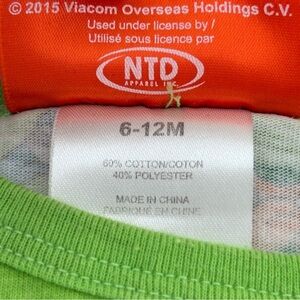 © 2015 Viacom Overseas Holdings C.V.
Used under license by /
Utilisé sous licence par
NTD
APPAREL INC.
6-12M
60% COTTON/COTON
40% POLYESTER
MADE IN CHINA
FABRIQUE EN CHINE